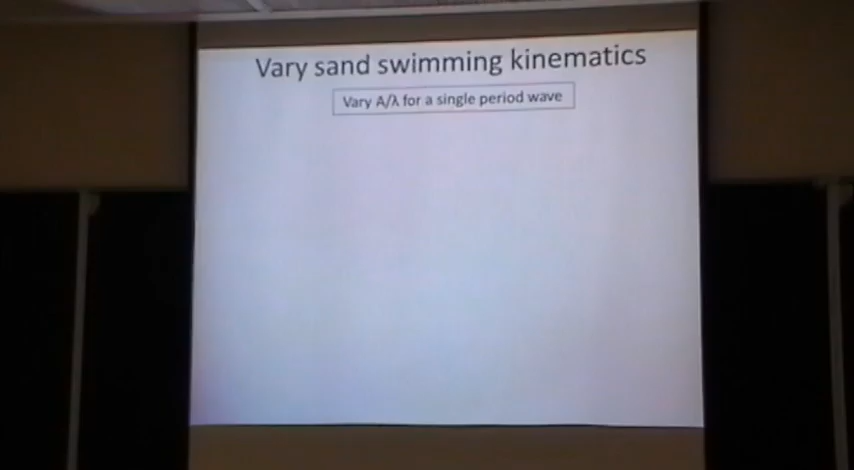 Vary sand swimming kinematics
Vary A/λ for a single period wave